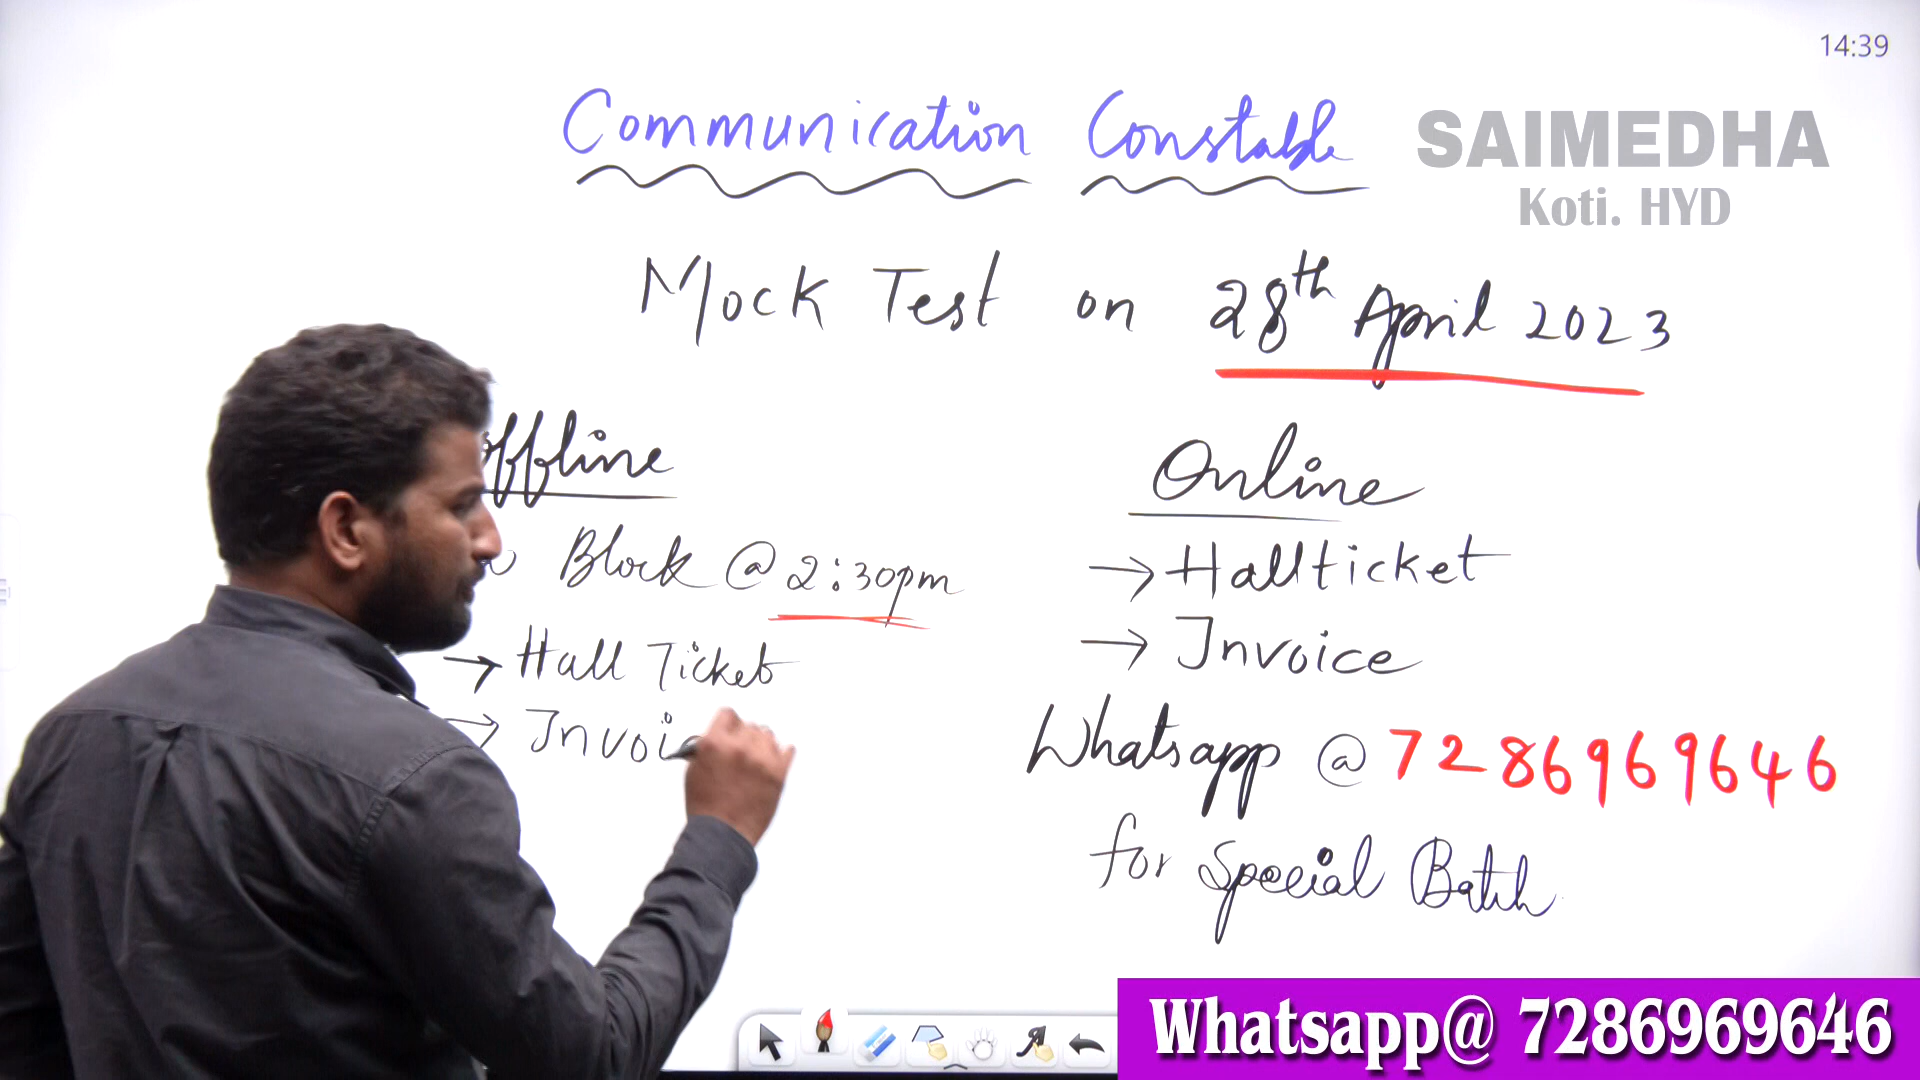 14:39
Communication Constable
SAIMEDHA
Koti. HYD
Mock Test on 28th April 2023
offline
Block @ 2:30pm
→ Hall Ticket
→ Invoi
Online
→ Hallticket
→ Invoice
Whatsapp @ 7286969646
for Special Batch
Whatsapp@ 7286969646